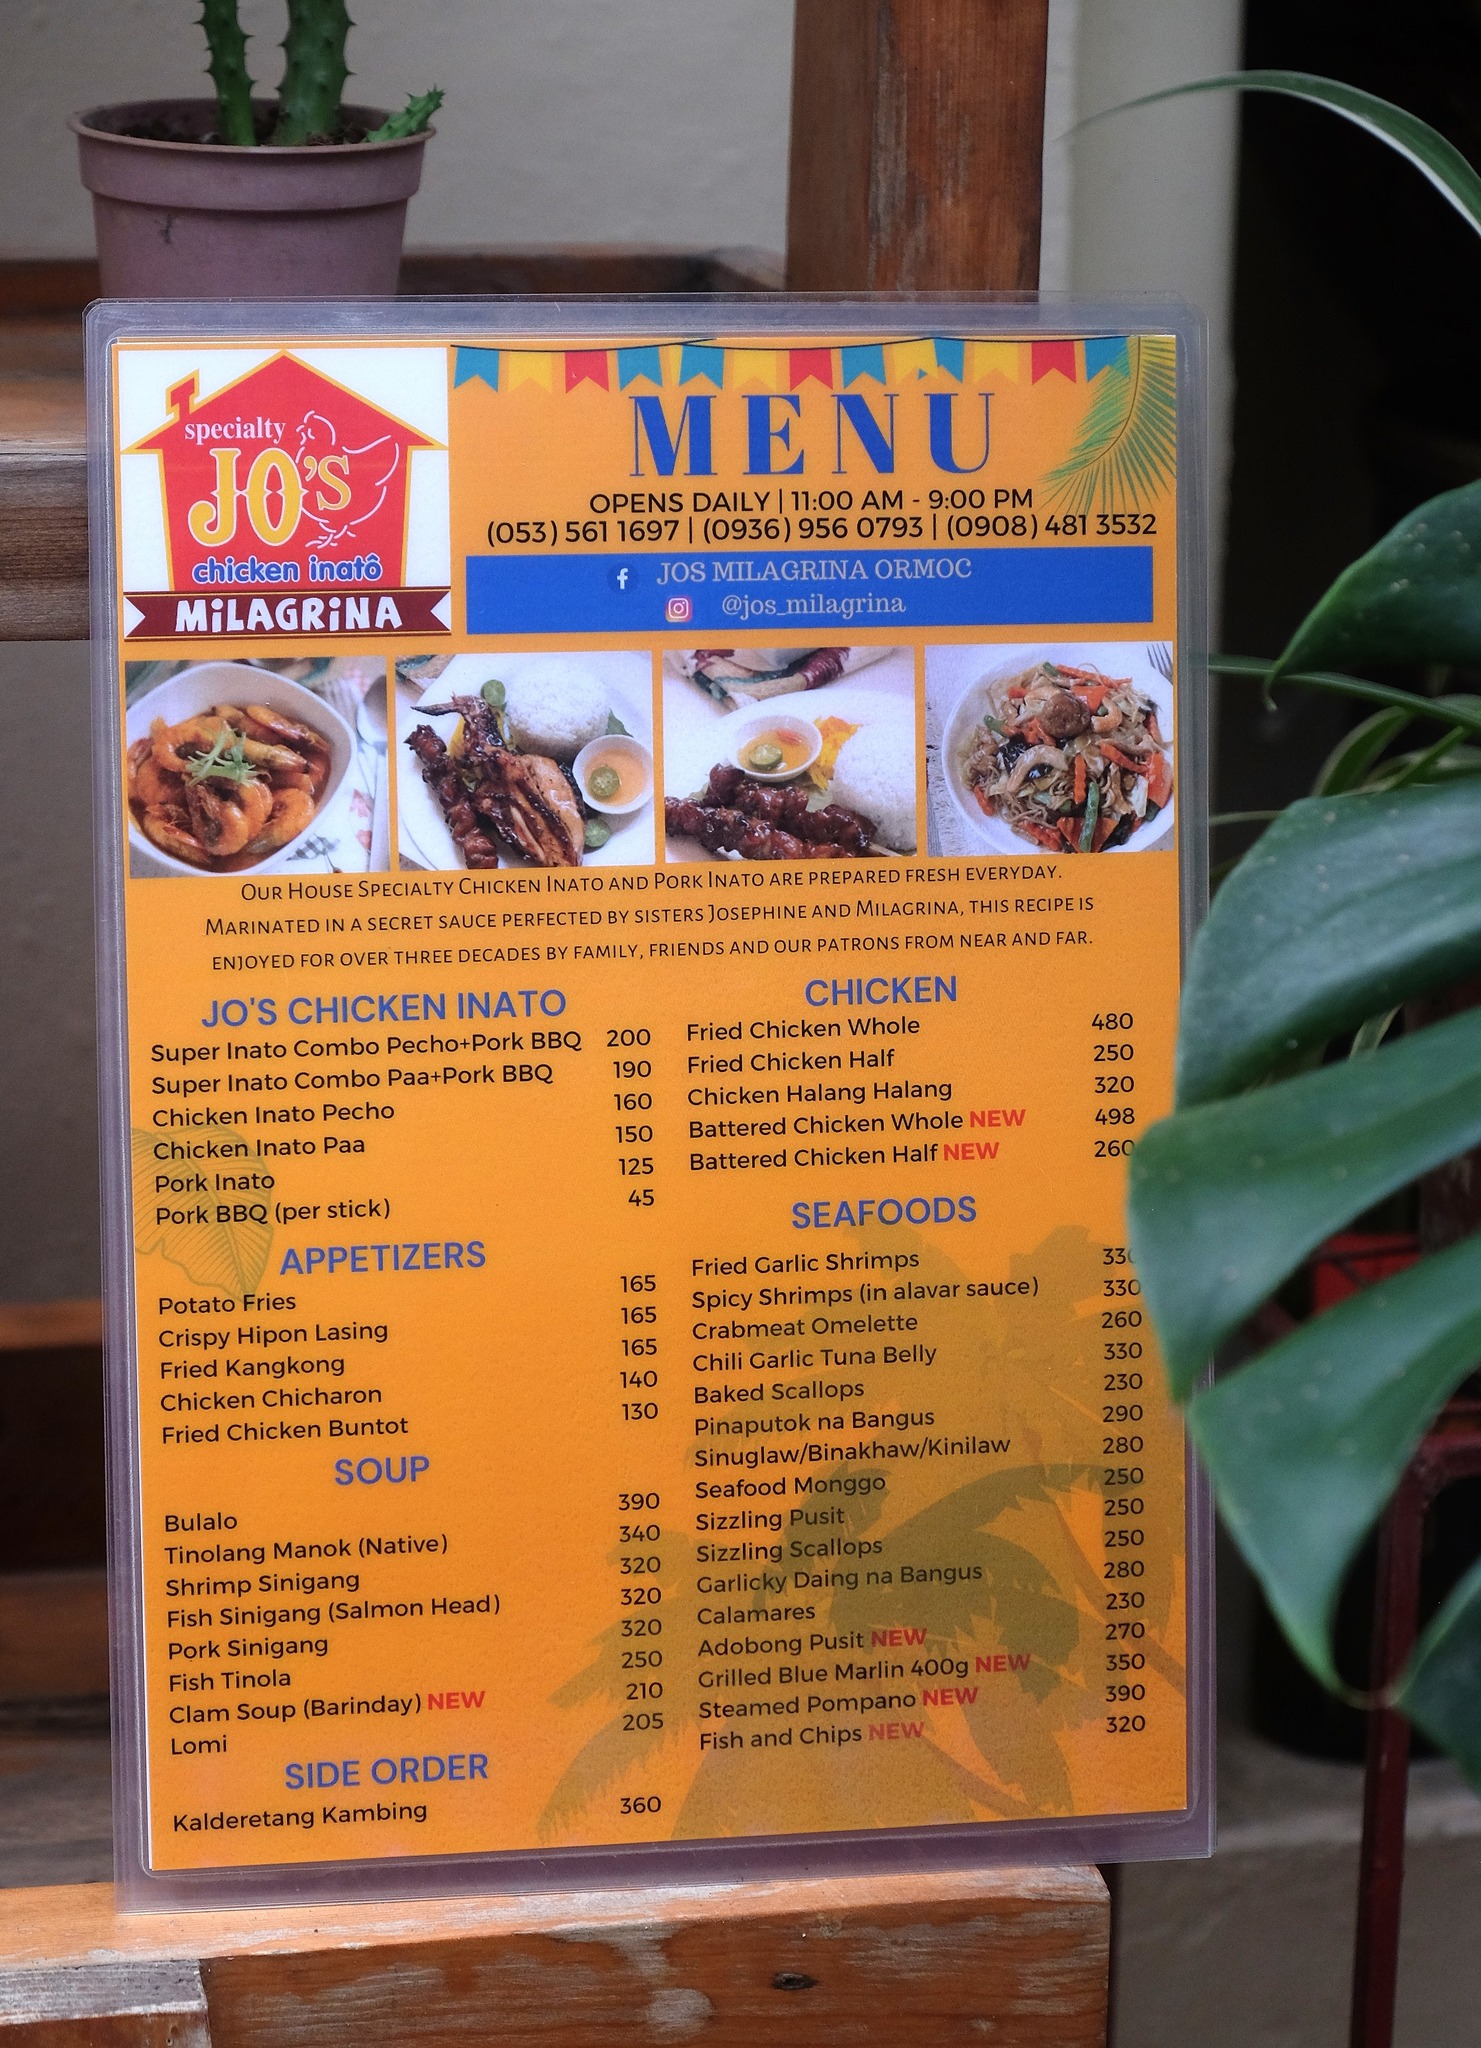 specialty
JO'S
chicken inatô
MiLAGRiNA
MENU
OPENS DAILY | 11:00 AM - 9:00 PM
(053) 561 1697 | (0936) 956 0793 | (0908) 481 3532
JOS MILAGRINA ORMOC
@jos_milagrina
OUR HOUSE SPECIALTY CHICKEN INATO AND PORK INATO ARE PREPARED FRESH EVERYDAY.
MARINATED IN A SECRET SAUCE PERFECTED BY SISTERS JOSEPHINE AND MILAGRINA, THIS RECIPE IS
ENJOYED FOR OVER THREE DECADES BY FAMILY, FRIENDS AND OUR PATRONS FROM NEAR AND FAR.
JO'S CHICKEN INATO
Super Inato Combo Pecho+Pork BBQ 200
Super Inato Combo Paa+Pork BBQ 190
Chicken Inato Pecho 160
Chicken Inato Paa 150
Pork Inato 125
Pork BBQ (per stick) 45
APPETIZERS
Potato Fries 165
Crispy Hipon Lasing 165
Fried Kangkong 165
Chicken Chicharon 140
Fried Chicken Buntot 130
SOUP
Bulalo 390
Tinolang Manok (Native) 340
Shrimp Sinigang 320
Fish Sinigang (Salmon Head) 320
Pork Sinigang 320
Fish Tinola 250
Clam Soup (Barinday) NEW 210
Lomi 205
SIDE ORDER
Kalderetang Kambing 360
CHICKEN
Fried Chicken Whole 480
Fried Chicken Half 250
Chicken Halang Halang 320
Battered Chicken Whole NEW 498
Battered Chicken Half NEW 260
SEAFOODS
Fried Garlic Shrimps 330
Spicy Shrimps (in alavar sauce) 330
Crabmeat Omelette 260
Chili Garlic Tuna Belly 330
Baked Scallops 230
Pinaputok na Bangus 290
Sinuglaw/Binakhaw/Kinilaw 280
Seafood Monggo 250
Sizzling Pusit 250
Sizzling Scallops 250
Garlicky Daing na Bangus 280
Calamares 230
Adobong Pusit NEW 270
Grilled Blue Marlin 400g NEW 350
Steamed Pompano NEW 390
Fish and Chips NEW 320